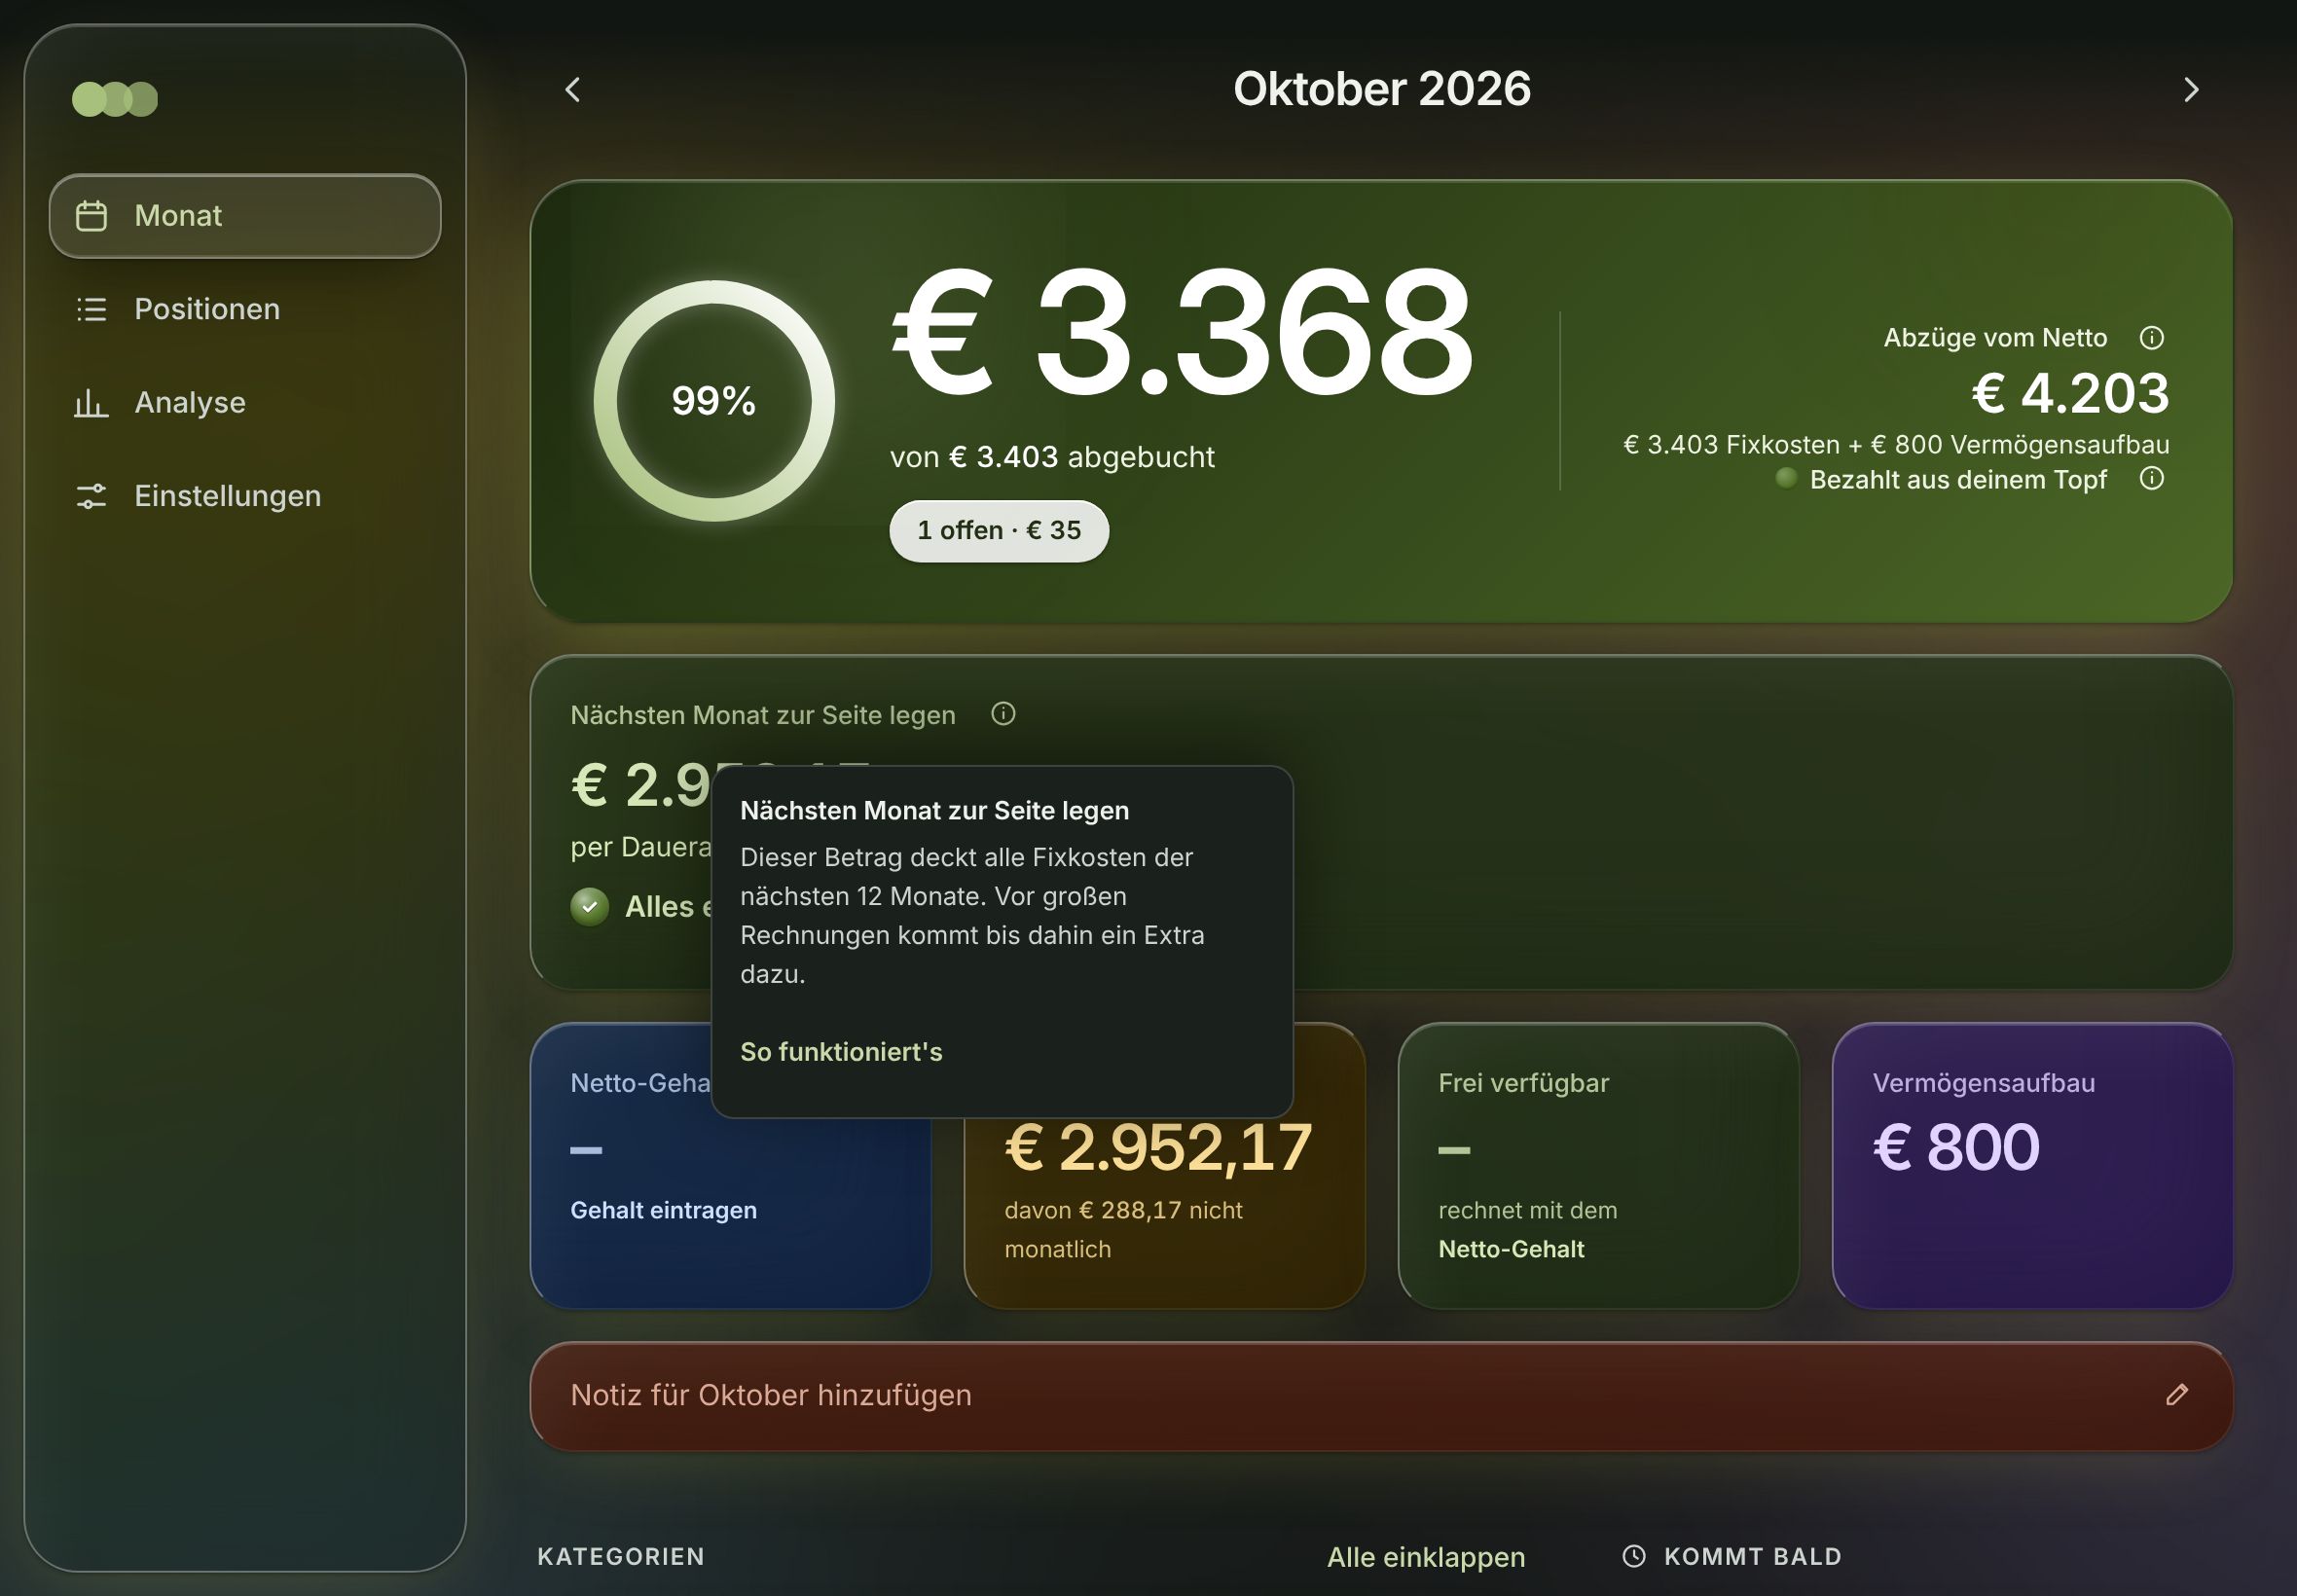 Oktober 2026
Monat
Positionen
Analyse
Einstellungen
99%
€ 3.368
von € 3.403 abgebucht
1 offen · € 35
Abzüge vom Netto
€ 4.203
€ 3.403 Fixkosten + € 800 Vermögensaufbau
Bezahlt aus deinem Topf
Nächsten Monat zur Seite legen
€ 2.9
per
Alles
Nächsten Monat zur Seite legen
Dieser Betrag deckt alle Fixkosten der
nächsten 12 Monate. Vor großen
Rechnungen kommt bis dahin ein Extra
dazu.
So funktioniert's
—
Gehalt eintragen
€ 2.952,17
davon € 288,17 nicht
monatlich
Frei verfügbar
—
rechnet mit dem
Netto-Gehalt
Vermögensaufbau
€ 800
Notiz für Oktober hinzufügen
KATEGORIEN
Alle einklappen
KOMMT BALD